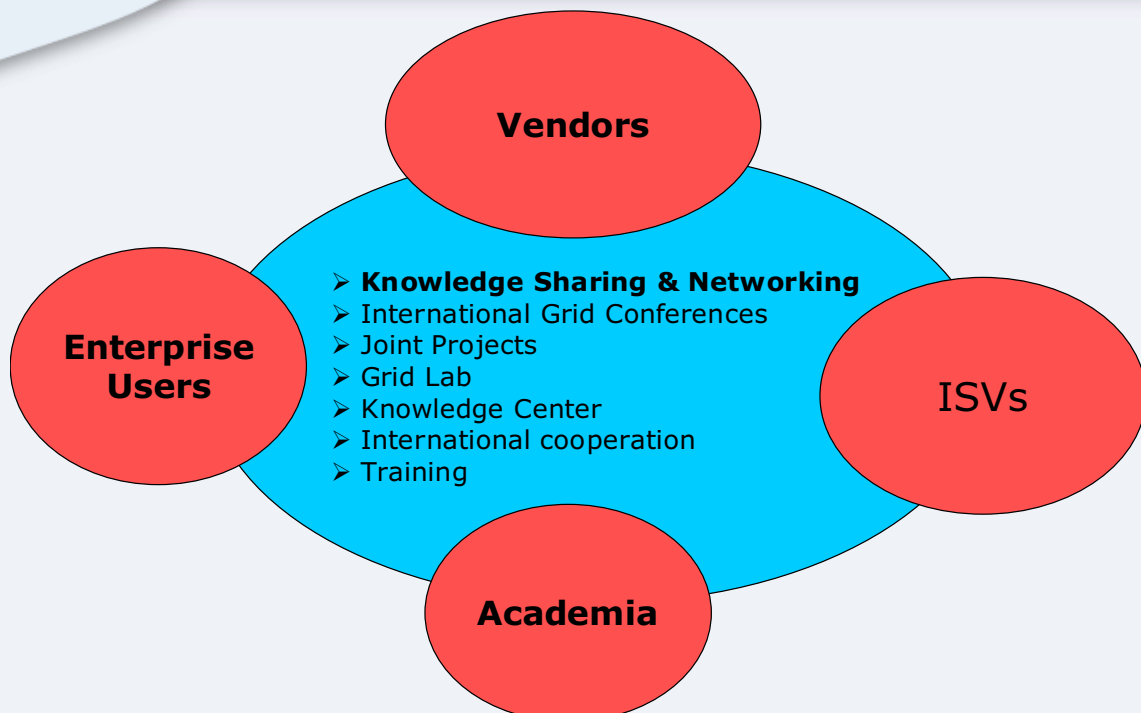 Vendors
➢ Knowledge Sharing & Networking
➢ International Grid Conferences
➢ Joint Projects
➢ Grid Lab
➢ Knowledge Center
➢ International cooperation
➢ Training
Enterprise
Users
ISVs
Academia